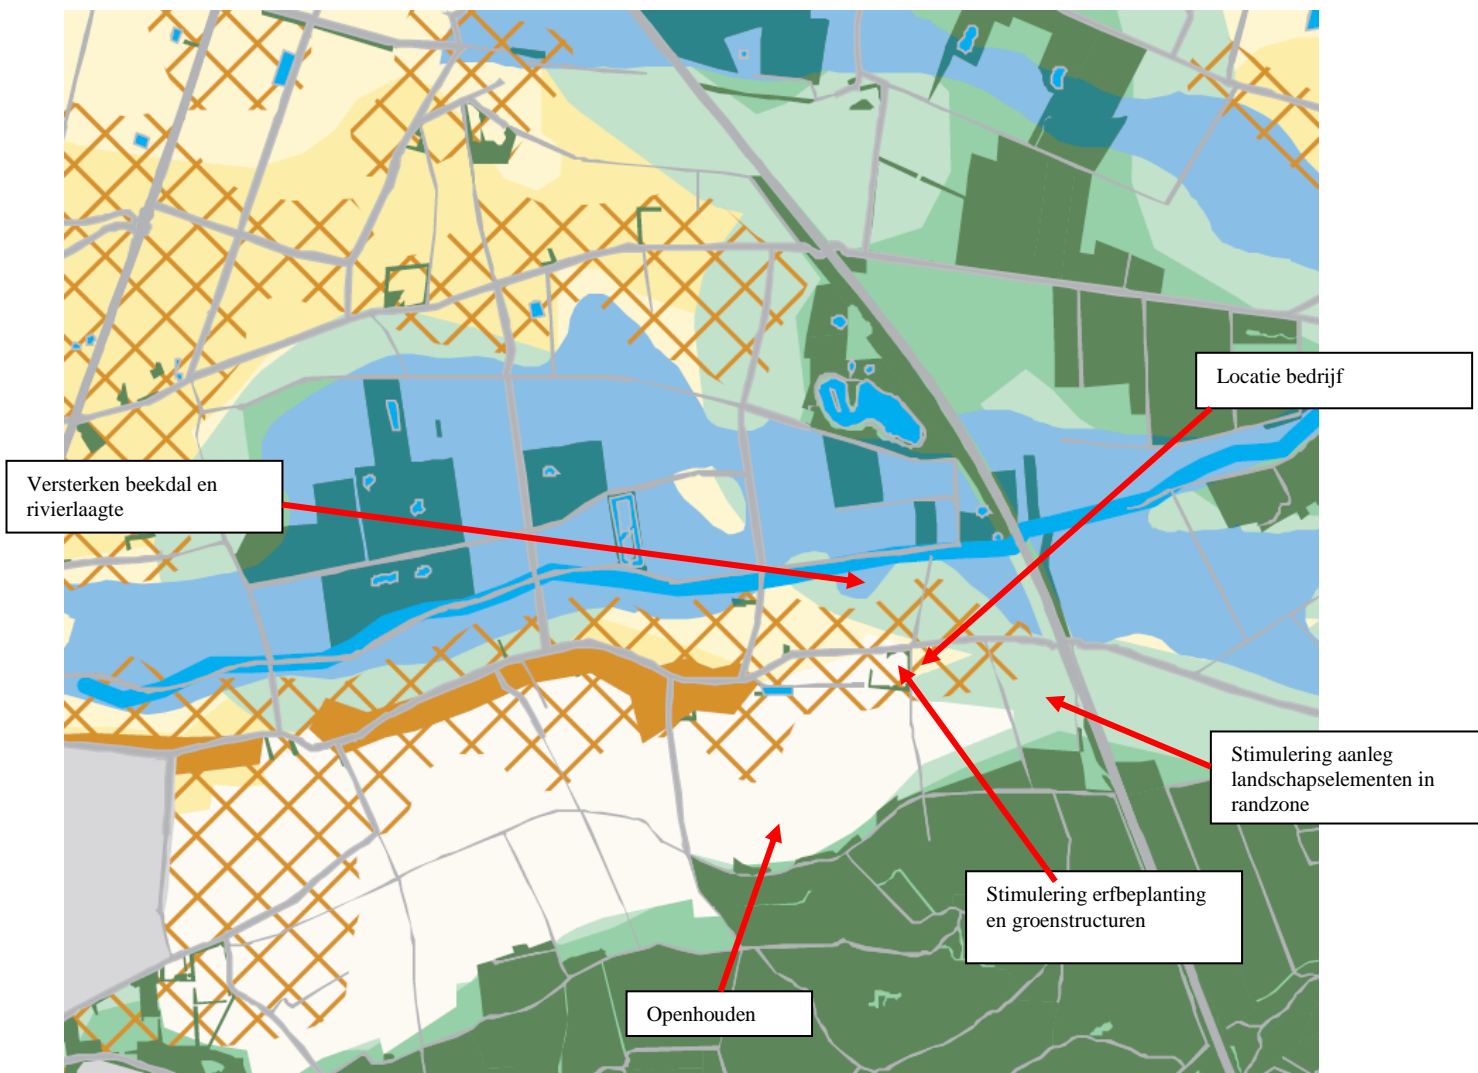 Locatie bedrijf
Versterken beekdal en
rivierlaagte
Stimulering aanleg
landschapselementen in
randzone
Stimulering erfbeplanting
en groenstructuren
Openhouden